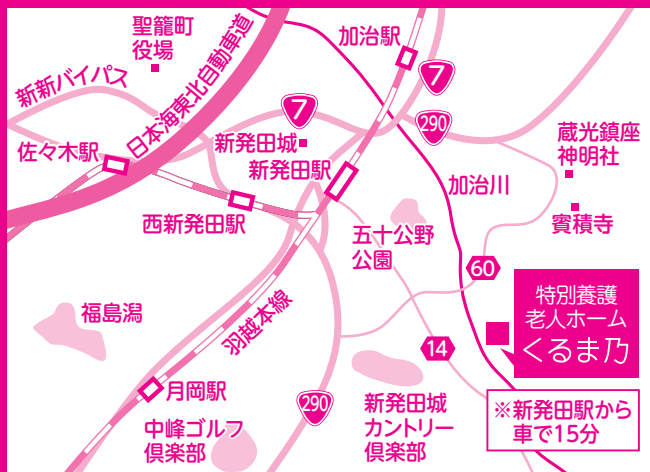 聖籠町
役場
新新バイパス
日本海東北自動車道
加治駅
7
7
290
佐々木駅
新発田城
新発田駅
蔵光鎮座
神明社
加治川
西新発田駅
五十公野
公園
賓積寺
60
福島潟
羽越本線
特別養護
老人ホーム
くるま乃
14
月岡駅
290
新発田城
カントリー
倶楽部
中峰ゴルフ
倶楽部
※新発田駅から
車で15分